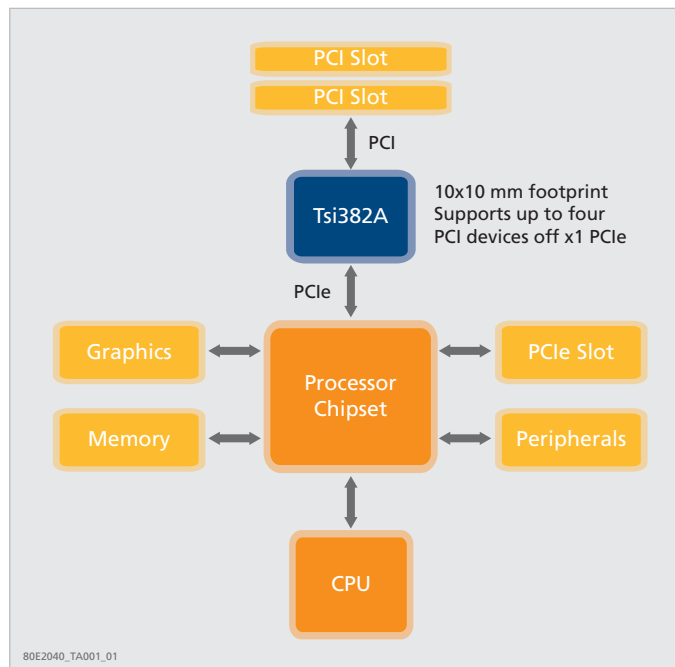 PCI Slot
PCI Slot
PCI
Tsi382A
10x10 mm footprint
Supports up to four
PCI devices off x1 PCIe
PCIe
Graphics
Processor
Chipset
PCIe Slot
Memory
Peripherals
CPU
80E2040_TA001_01